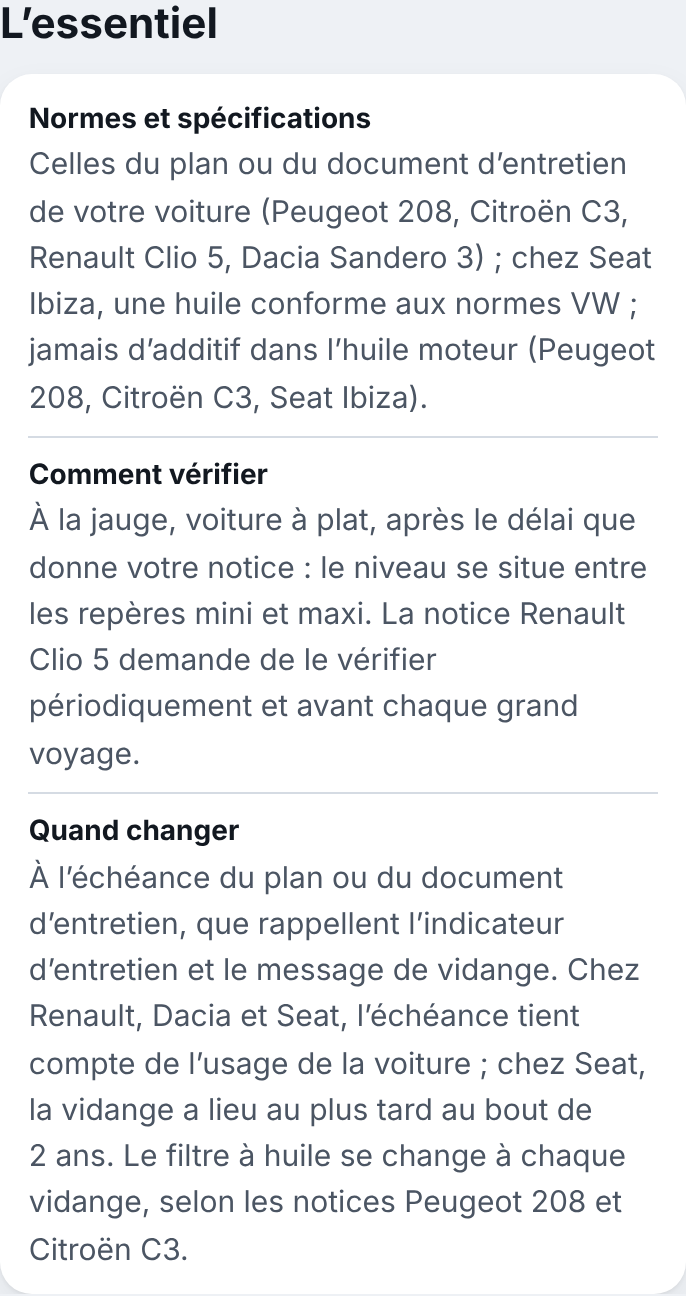 L’essentiel
Normes et spécifications
Celles du plan ou du document d’entretien
de votre voiture (Peugeot 208, Citroën C3,
Renault Clio 5, Dacia Sandero 3) ; chez Seat
Ibiza, une huile conforme aux normes VW ;
jamais d’additif dans l’huile moteur (Peugeot
208, Citroën C3, Seat Ibiza).
Comment vérifier
À la jauge, voiture à plat, après le délai que
donne votre notice : le niveau se situe entre
les repères mini et maxi. La notice Renault
Clio 5 demande de le vérifier
périodiquement et avant chaque grand
voyage.
Quand changer
À l’échéance du plan ou du document
d’entretien, que rappellent l’indicateur
d’entretien et le message de vidange. Chez
Renault, Dacia et Seat, l’échéance tient
compte de l’usage de la voiture ; chez Seat,
la vidange a lieu au plus tard au bout de
2 ans. Le filtre à huile se change à chaque
vidange, selon les notices Peugeot 208 et
Citroën C3.